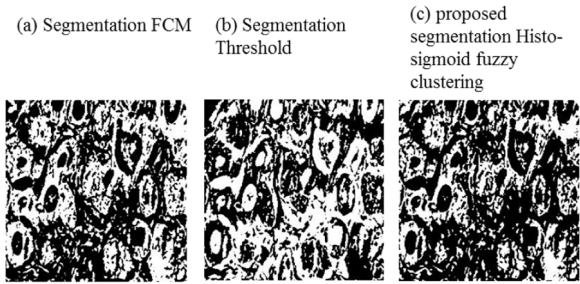 (a) Segmentation FCM
(b) Segmentation
Threshold
(c) proposed
segmentation Histo-
sigmoid fuzzy
clustering